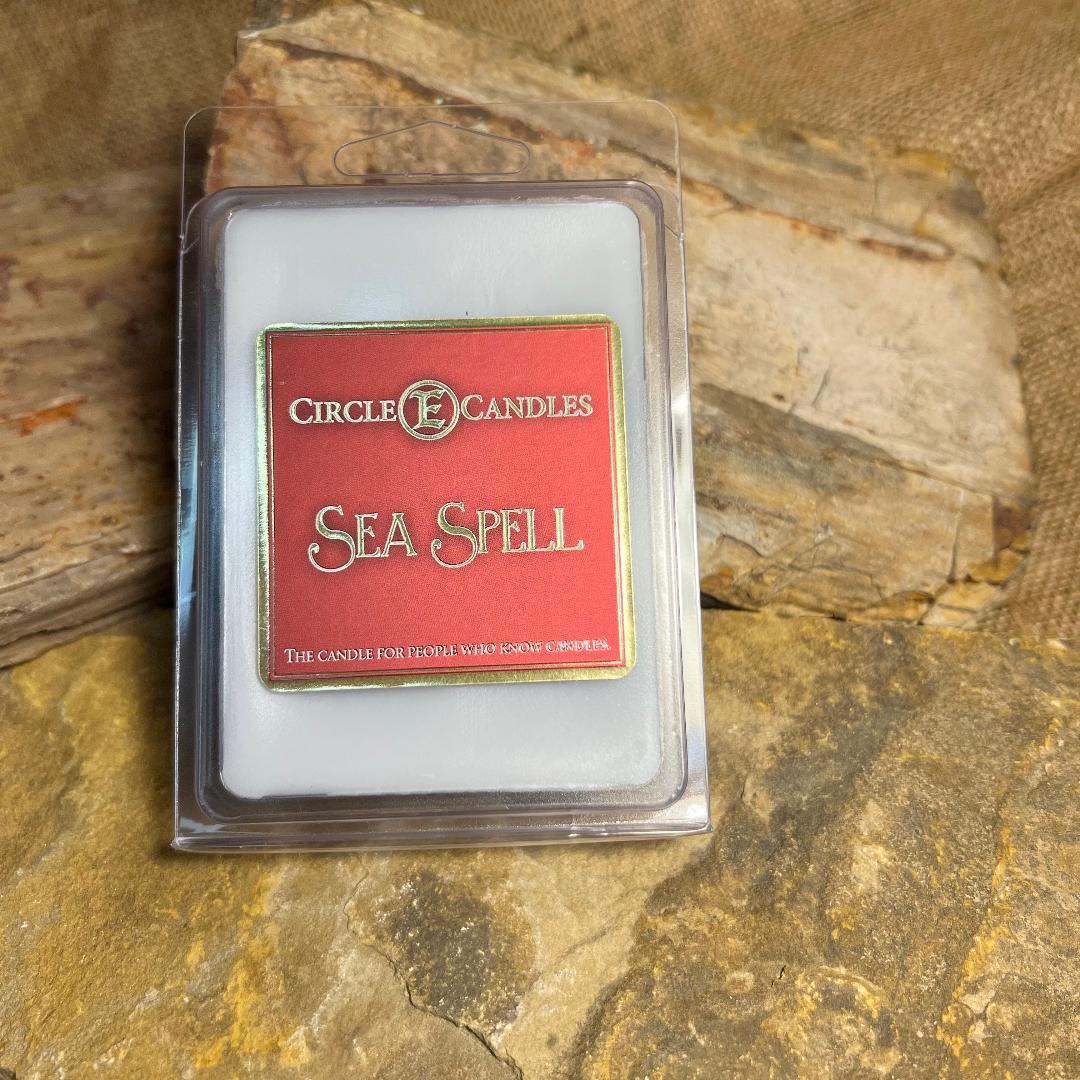 CIRCLE E CANDLES
SEA SPELL
THE CANDLE FOR PEOPLE WHO KNOW CANDLES.